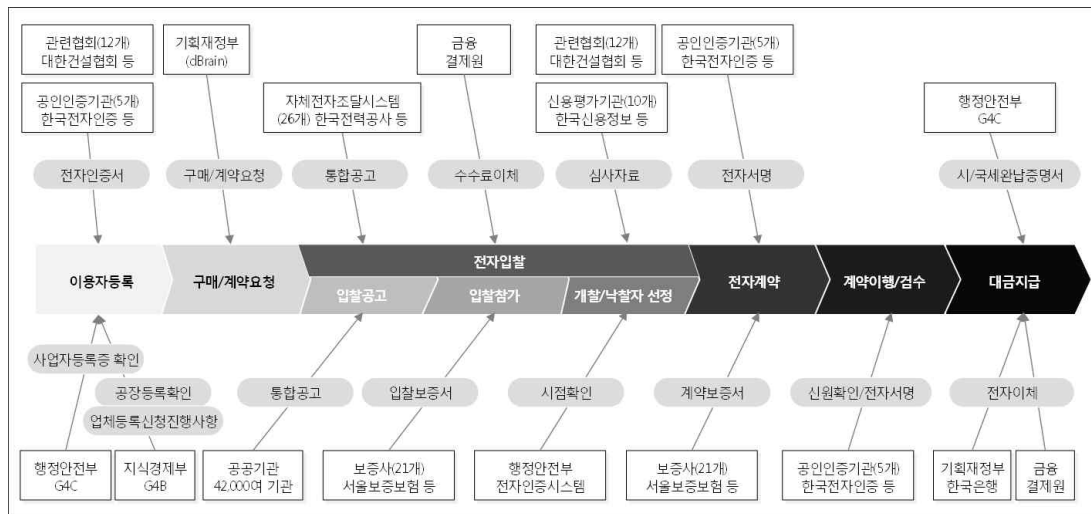 관련협회(12개)
대한건설협회 등
기획재정부
(dBrain)
금융
결제원
관련협회(12개)
대한건설협회 등
공인인증기관(5개)
한국전자인증 등
공인인증기관(5개)
한국전자인증 등
자체전자조달시스템
(26개) 한국전력공사 등
신용평가기관(10개)
한국신용정보 등
행정안전부
G4C
전자인증서
구매/계약요청
통합공고
수수료이체
심사자료
전자서명
시/국세완납증명서
이용자등록
구매/계약요청
전자입찰
입찰공고
입찰참가
개찰/낙찰자 선정
전자계약
계약이행/검수
대금지급
사업자등록증 확인
공장등록확인
업체등록신청진행사항
통합공고
입찰보증서
시점확인
계약보증서
신원확인/전자서명
전자이체
행정안전부
G4C
지식경제부
G4B
공공기관
42,000여 기관
보증사(21개)
서울보증보험 등
행정안전부
전자인증시스템
보증사(21개)
서울보증보험 등
공인인증기관(5개)
한국전자인증 등
기획재정부
한국은행
금융
결제원